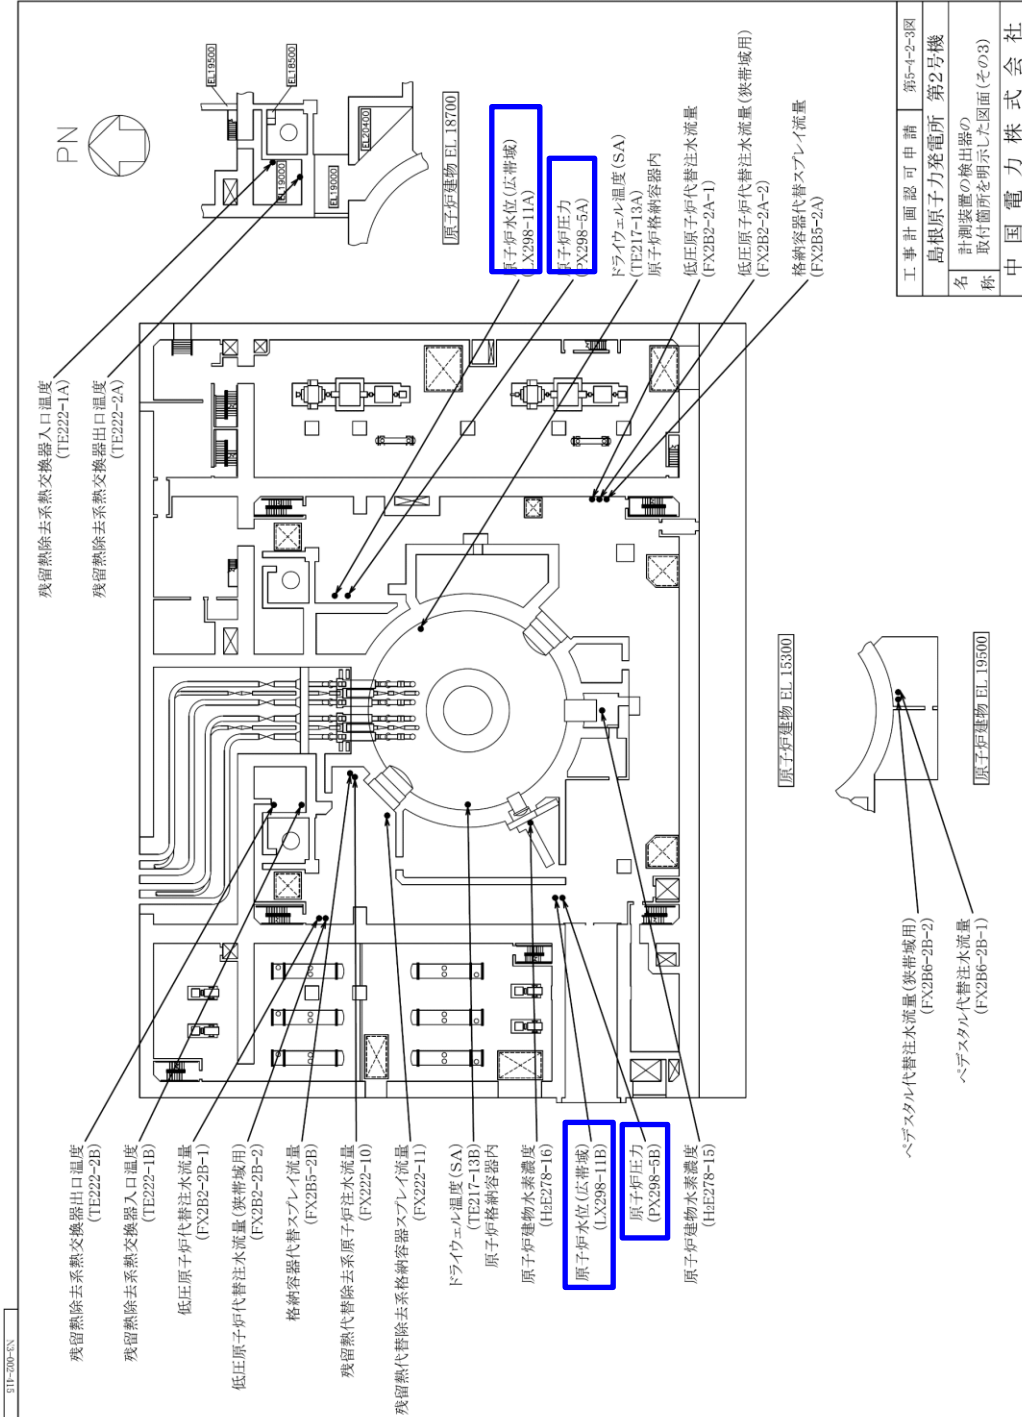 残留熱除去系熱交換器入口温度
(TE222-1A)
残留熱除去系熱交換器出口温度
(TE222-2A)
PN
EL19500
EL18500
EL19000
EL19000
EL20400
原子炉建物 EL 18700
原子炉水位(広帯域)
(LX298-11A)
原子炉圧力
(PX298-5A)
ドライウェル温度(SA)
(TE217-13A)
原子炉格納容器内
低圧原子炉代替注水流量
(FX2B2-2A-1)
低圧原子炉代替注水流量(狭帯域用)
(FX2B2-2A-2)
格納容器代替スプレイ流量
(FX2B5-2A)
残留熱除去系熱交換器出口温度
(TE222-2B)
残留熱除去系熱交換器入口温度
(TE222-1B)
低圧原子炉代替注水流量
(FX2B2-2B-1)
低圧原子炉代替注水流量(狭帯域用)
(FX2B2-2B-2)
格納容器代替スプレイ流量
(FX2B5-2B)
残留熱代替除去系原子炉注水流量
(FX222-10)
残留熱代替除去系格納容器スプレイ流量
(FX222-11)
ドライウェル温度(SA)
(TE217-13B)
原子炉格納容器内
原子炉建物水素濃度
(H2E278-16)
原子炉水位(広帯域)
(LX298-11B)
原子炉圧力
(PX298-5B)
原子炉建物水素濃度
(H2E278-15)
原子炉建物 EL 15300
ペデスタル代替注水流量(狭帯域用)
(FX2B6-2B-2)
ペデスタル代替注水流量
(FX2B6-2B-1)
原子炉建物 EL 19500
工事計画認可申請 第5-4-2-3図
島根原子力発電所 第2号機
名称
計測装置の検出器の
取付箇所を明示した図面(その3)
中国電力株式会社
N3-002-415